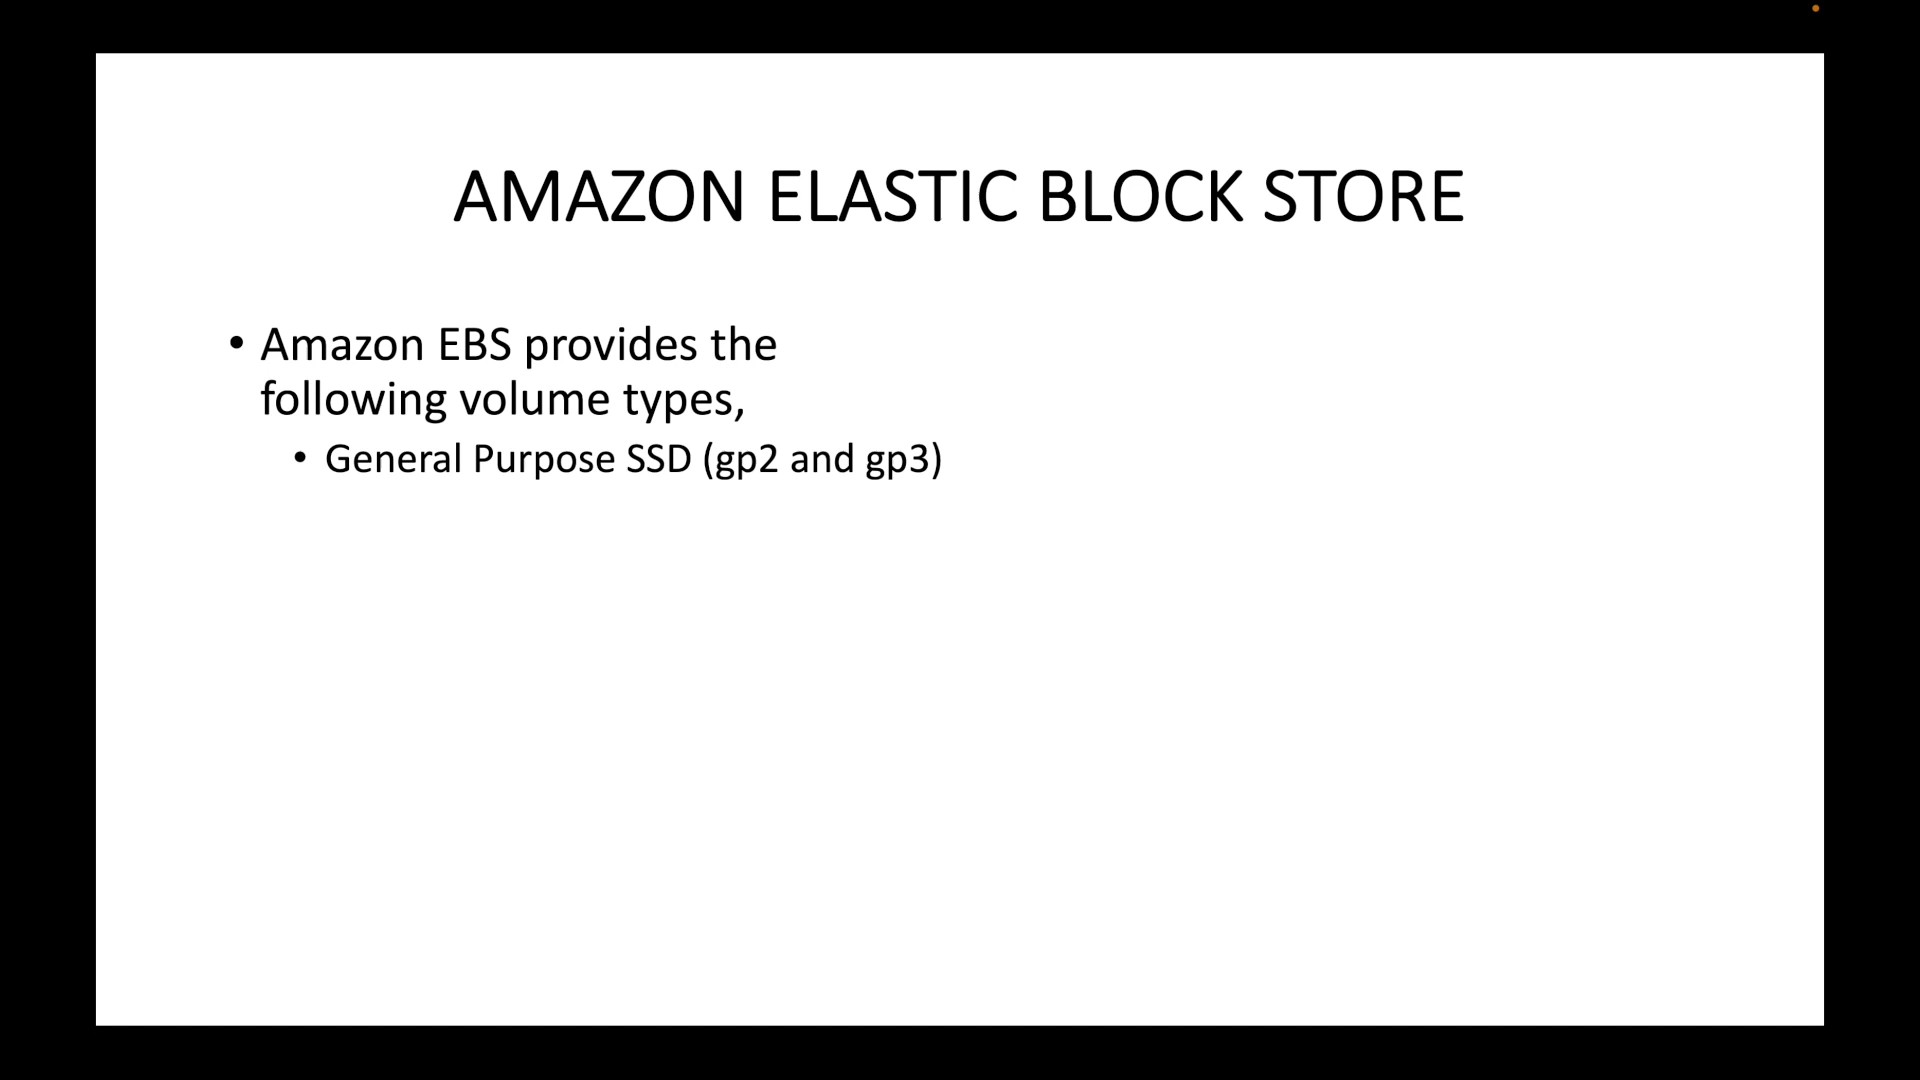 AMAZON ELASTIC BLOCK STORE
• Amazon EBS provides the
following volume types,
• General Purpose SSD (gp2 and gp3)